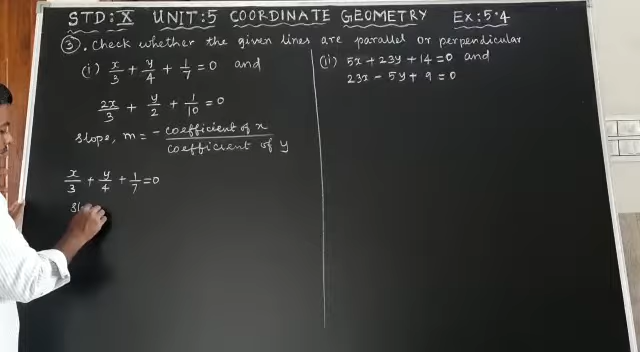 STD: X UNIT: 5 COORDINATE GEOMETRY Ex: 5.4
③. Check whether the given lines are parallel or perpendicular
(i) x/3 + y/4 + 1/7 = 0 and
2x/3 + y/2 + 1/10 = 0
slope, m = - coefficient of x / coefficient of y
x/3 + y/4 + 1/7 = 0
Sl
(ii) 5x + 23y + 14 = 0 and
23x - 5y + 9 = 0